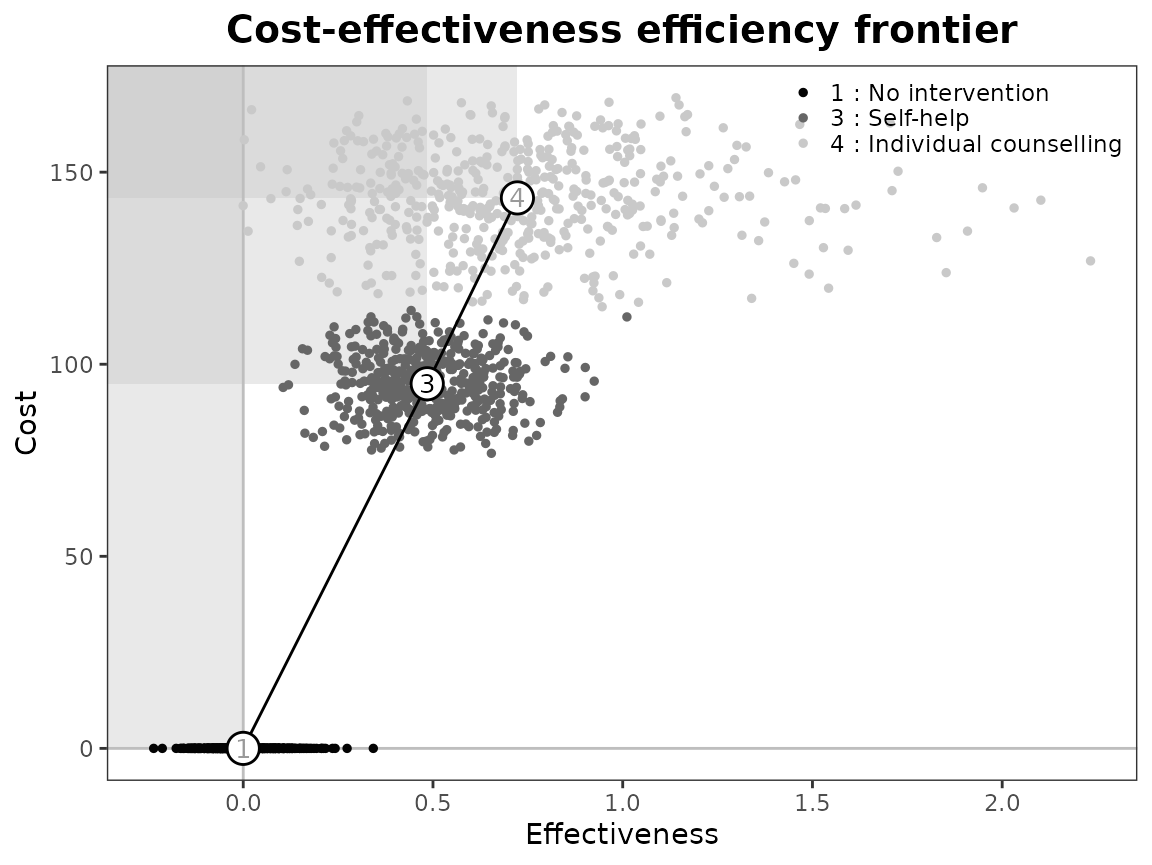 Cost-effectiveness efficiency frontier
1 : No intervention
3 : Self-help
4 : Individual counselling
150
100
50
0
Cost
4
3
1
0.0 0.5 1.0 1.5 2.0
Effectiveness